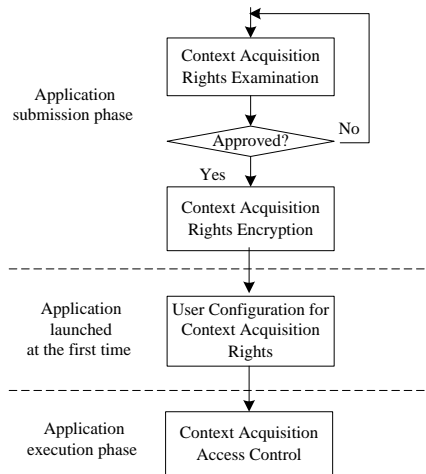 Context Acquisition
Rights Examination
Application
submission phase
Approved?
No
Yes
Context Acquisition
Rights Encryption
Application
launched
at the first time
User Configuration for
Context Acquisition
Rights
Application
execution phase
Context Acquisition
Access Control